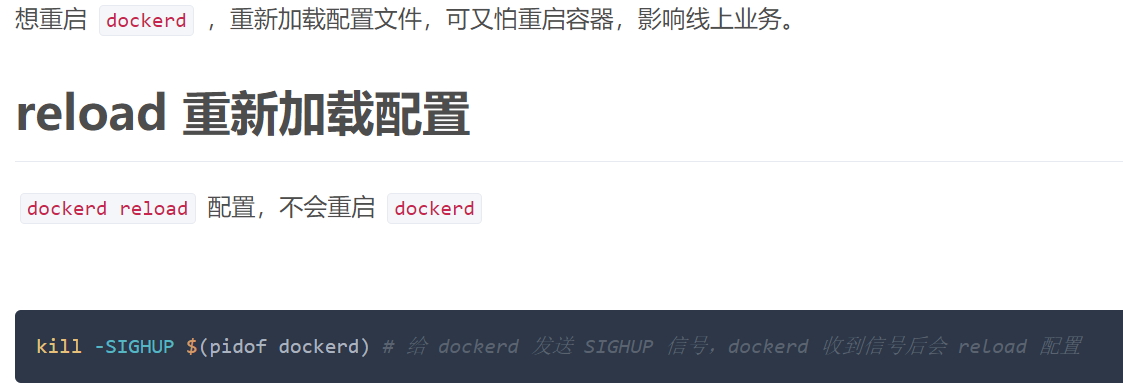 想重启 dockerd ，重新加载配置文件，可又怕重启容器，影响线上业务。
reload 重新加载配置
dockerd reload 配置，不会重启 dockerd
kill -SIGHUP $(pidof dockerd) # 给 dockerd 发送 SIGHUP 信号，dockerd 收到信号后会 reload 配置